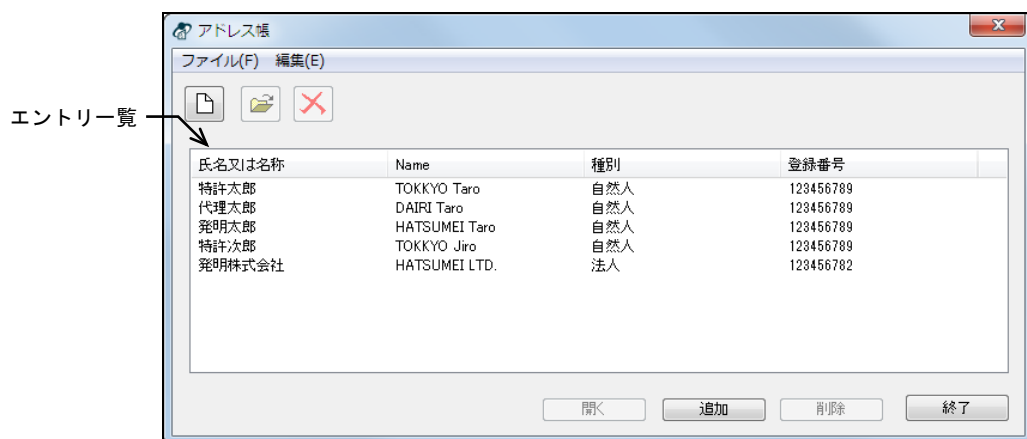 アドレス帳
ファイル(F) 編集(E)
エントリ一覧
氏名又は名称 Name 種別 登録番号
特許太郎 TOKKYO Taro 自然人 123456789
代理太郎 DAIRI Taro 自然人 123456789
発明太郎 HATSUMEI Taro 自然人 123456789
特許次郎 TOKKYO Jiro 自然人 123456789
発明株式会社 HATSUMEI LTD. 法人 123456782
開く 追加 削除 終了